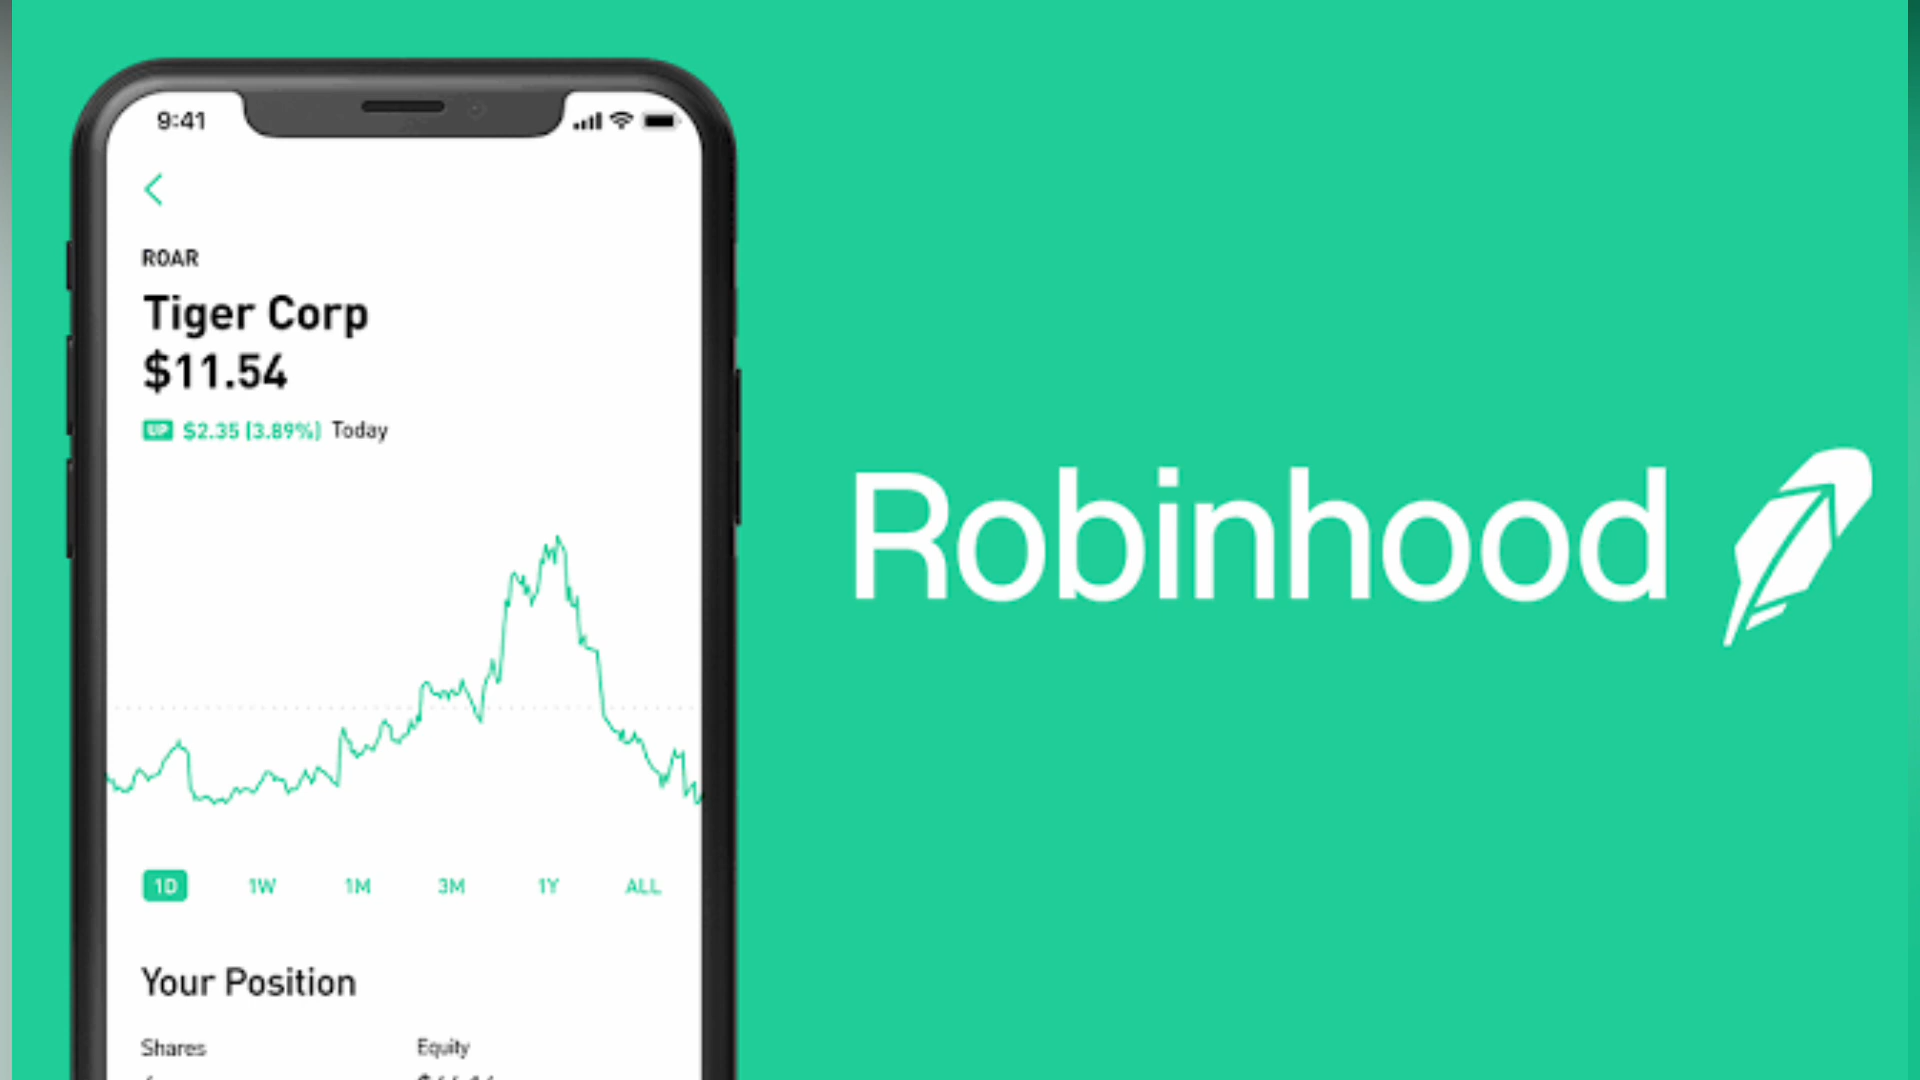 9:41
ROAR
Tiger Corp
$11.54
UP $2.35 (3.89%) Today
1D 1W 1M 3M 1Y ALL
Your Position
Shares Equity
Robinhood